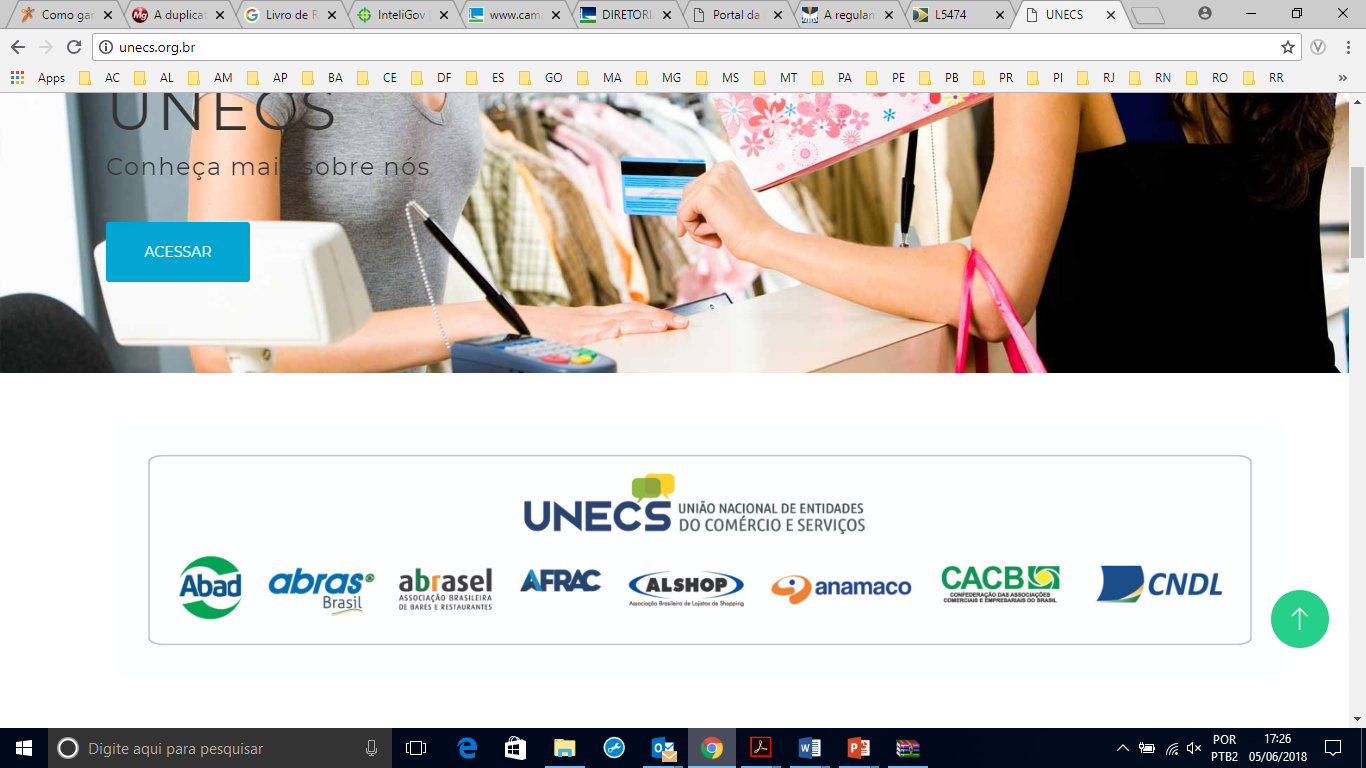 Como gar
A duplicat
Livro de R
InteliGov
www.cama
DIRETORI
Portal da
A regulam
L5474
UNECS
unecs.org.br
Apps AC AL AM AP BA CE DF ES GO MA MG MS MT PA PE PB PR PI RJ RN RO RR »
UNECS
Conheça mais sobre nós
ACESSAR
UNECS UNIÃO NACIONAL DE ENTIDADES
DO COMÉRCIO E SERVIÇOS
Abad
abras
Brasil
abrasel
ASSOCIAÇÃO BRASILEIRA
DE BARES E RESTAURANTES
AFRAC
ALSHOP
Associação Brasileira de Lojistas de Shopping
anamaco
CACB
CONFEDERAÇÃO DAS ASSOCIAÇÕES
COMERCIAIS E EMPRESARIAIS DO BRASIL
CNDL
Digite aqui para pesquisar
POR
PTB2
17:26
05/06/2018